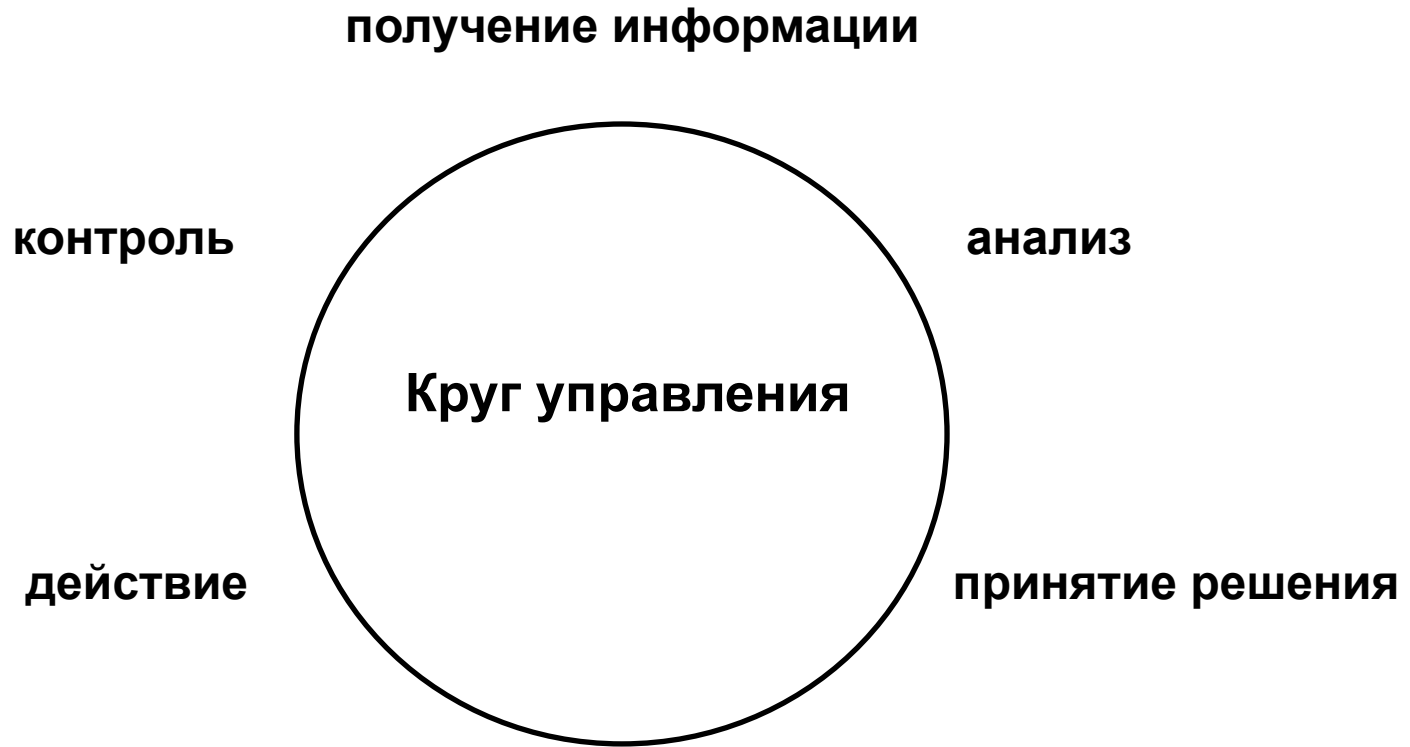 получение информации
контроль
анализ
Круг управления
действие
принятие решения